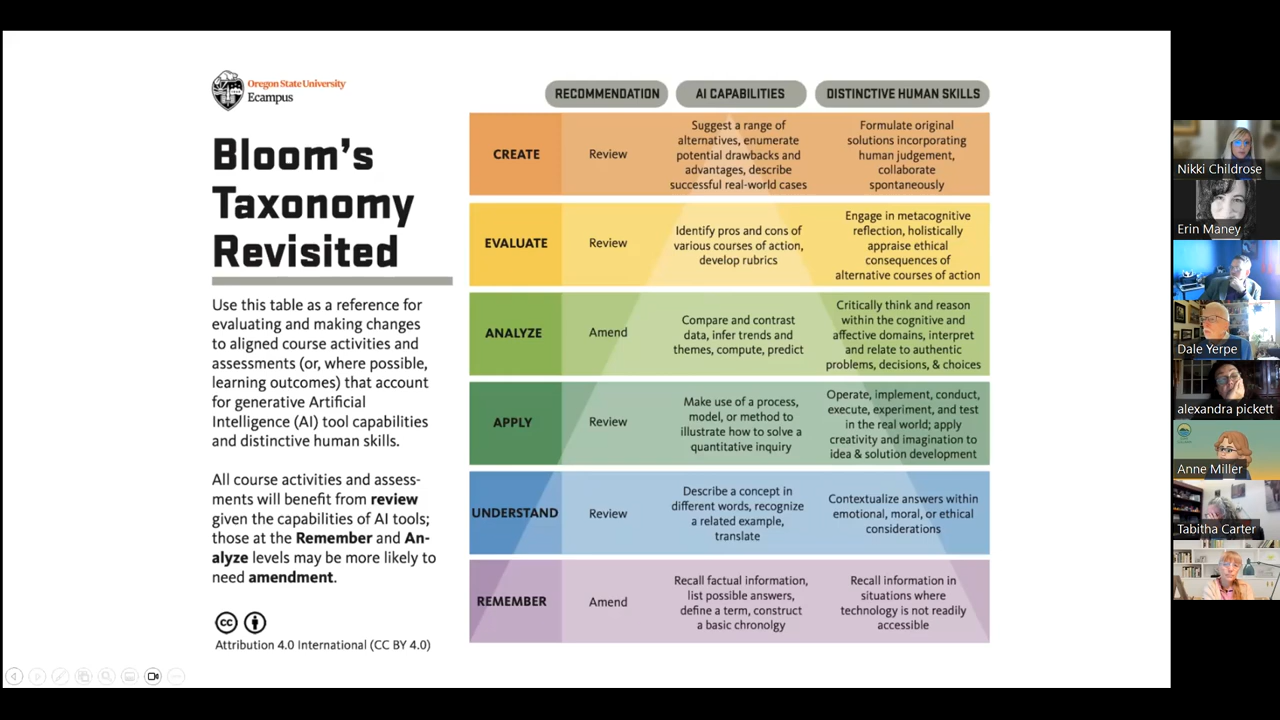 Oregon State University
Ecampus
Bloom's
Taxonomy
Revisited
Use this table as a reference for
evaluating and making changes
to aligned course activities and
assessments (or, where possible,
learning outcomes) that account
for generative Artificial
Intelligence (AI) tool capabilities
and distinctive human skills.
All course activities and assess-
ments will benefit from review
given the capabilities of AI tools;
those at the Remember and An-
alyze levels may be more likely to
need amendment.
Attribution 4.0 International (CC BY 4.0)
RECOMMENDATION
AI CAPABILITIES
DISTINCTIVE HUMAN SKILLS
CREATE
Review
Suggest a range of
alternatives, enumerate
potential drawbacks and
advantages, describe
successful real-world cases
Formulate original
solutions incorporating
human judgement,
collaborate
spontaneously
EVALUATE
Review
Identify pros and cons of
various courses of action,
develop rubrics
Engage in metacognitive
reflection, holistically
appraise ethical
consequences of
alternative courses of action
ANALYZE
Amend
Compare and contrast
data, infer trends and
themes, compute, predict
Critically think and reason
within the cognitive and
affective domains, interpret
and relate to authentic
problems, decisions, & choices
APPLY
Review
Make use of a process,
model, or method to
illustrate how to solve a
quantitative inquiry
Operate, implement, conduct,
execute, experiment, and test
in the real world; apply
creativity and imagination to
idea & solution development
UNDERSTAND
Review
Describe a concept in
different words, recognize
a related example,
translate
Contextualize answers within
emotional, moral, or ethical
considerations
REMEMBER
Amend
Recall factual information,
list possible answers,
define a term, construct
a basic chronolgy
Recall information in
situations where
technology is not readily
accessible
cc
Nikki Childrose
Erin Maney
Dale Yerpe
alexandra pickett
Anne Miller
Tabitha Carter